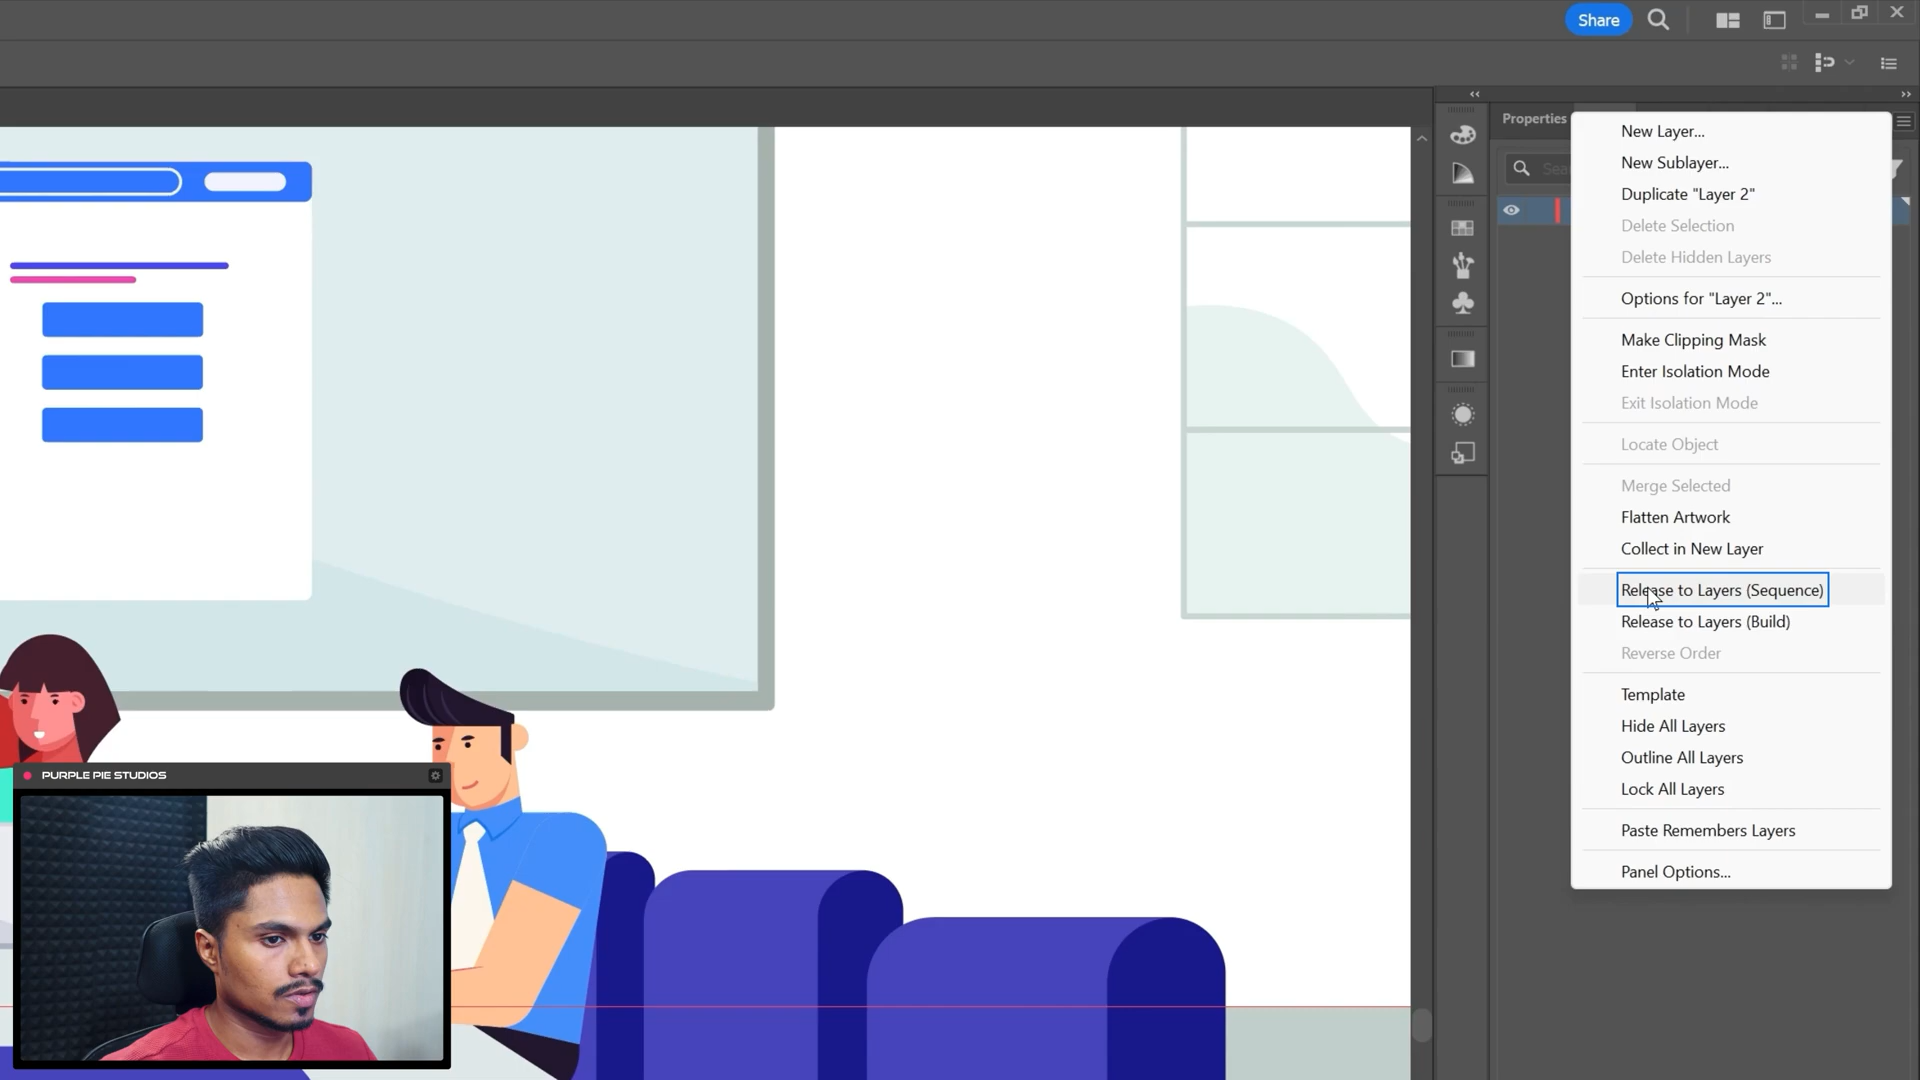 Share
Properties
Sea
New Layer...
New Sublayer...
Duplicate "Layer 2"
Delete Selection
Delete Hidden Layers
Options for "Layer 2"...
Make Clipping Mask
Enter Isolation Mode
Exit Isolation Mode
Locate Object
Merge Selected
Flatten Artwork
Collect in New Layer
Release to Layers (Sequence)
Release to Layers (Build)
Reverse Order
Template
Hide All Layers
Outline All Layers
Lock All Layers
Paste Remembers Layers
Panel Options...
PURPLE PIE STUDIOS